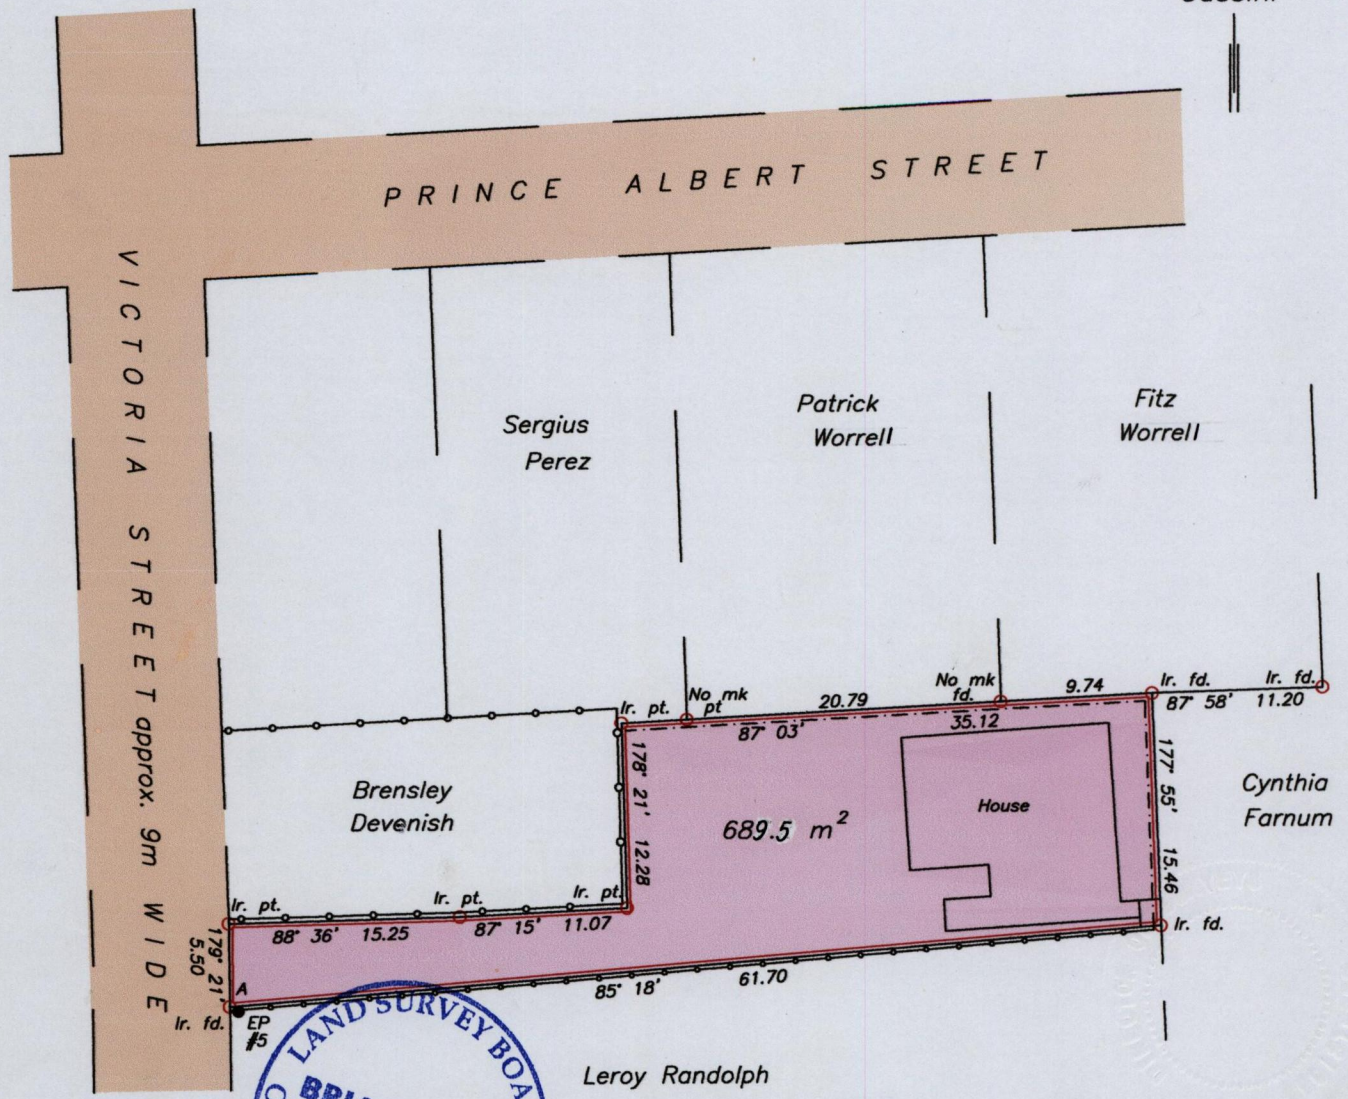 PRINCE ALBERT STREET
VICTORIA STREET approx. 9m WIDE
Sergius
Perez
Patrick
Worrell
Fitz
Worrell
No mk
pt
Ir. pt.
20.79
No mk
fd.
9.74
Ir. fd.
Ir. fd.
87° 58' 11.20
87° 03'
35.12
178° 21' 12.28
177° 55' 15.46
Brensley
Devenish
689.5 m²
House
Cynthia
Farnum
Ir. pt.
Ir. pt.
Ir. pt.
88° 36' 15.25
87° 15' 11.07
Ir. fd.
179° 21'
5.50
A
Ir. fd.
EP
#5
85° 18' 61.70
LAND SURVEY
Leroy Randolph